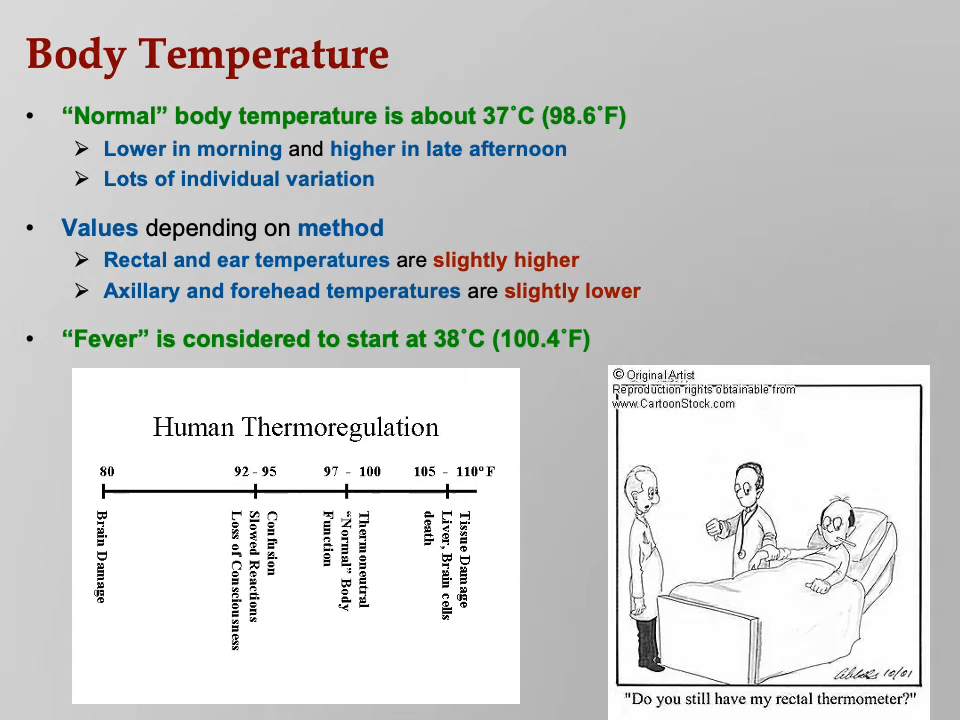 Body Temperature
• “Normal” body temperature is about 37˚C (98.6˚F)
➢ Lower in morning and higher in late afternoon
➢ Lots of individual variation
• Values depending on method
➢ Rectal and ear temperatures are slightly higher
➢ Axillary and forehead temperatures are slightly lower
• “Fever” is considered to start at 38˚C (100.4˚F)
Human Thermoregulation
80 92 - 95 97 - 100 105 - 110º F
Brain Damage
Confusion
Slowed Reactions
Loss of Consciousness
Thermoneutral
“Normal” Body
Function
Tissue Damage
Liver, Brain cells
death
© Original Artist
Reproduction rights obtainable from
www.CartoonStock.com
10/01
"Do you still have my rectal thermometer?"